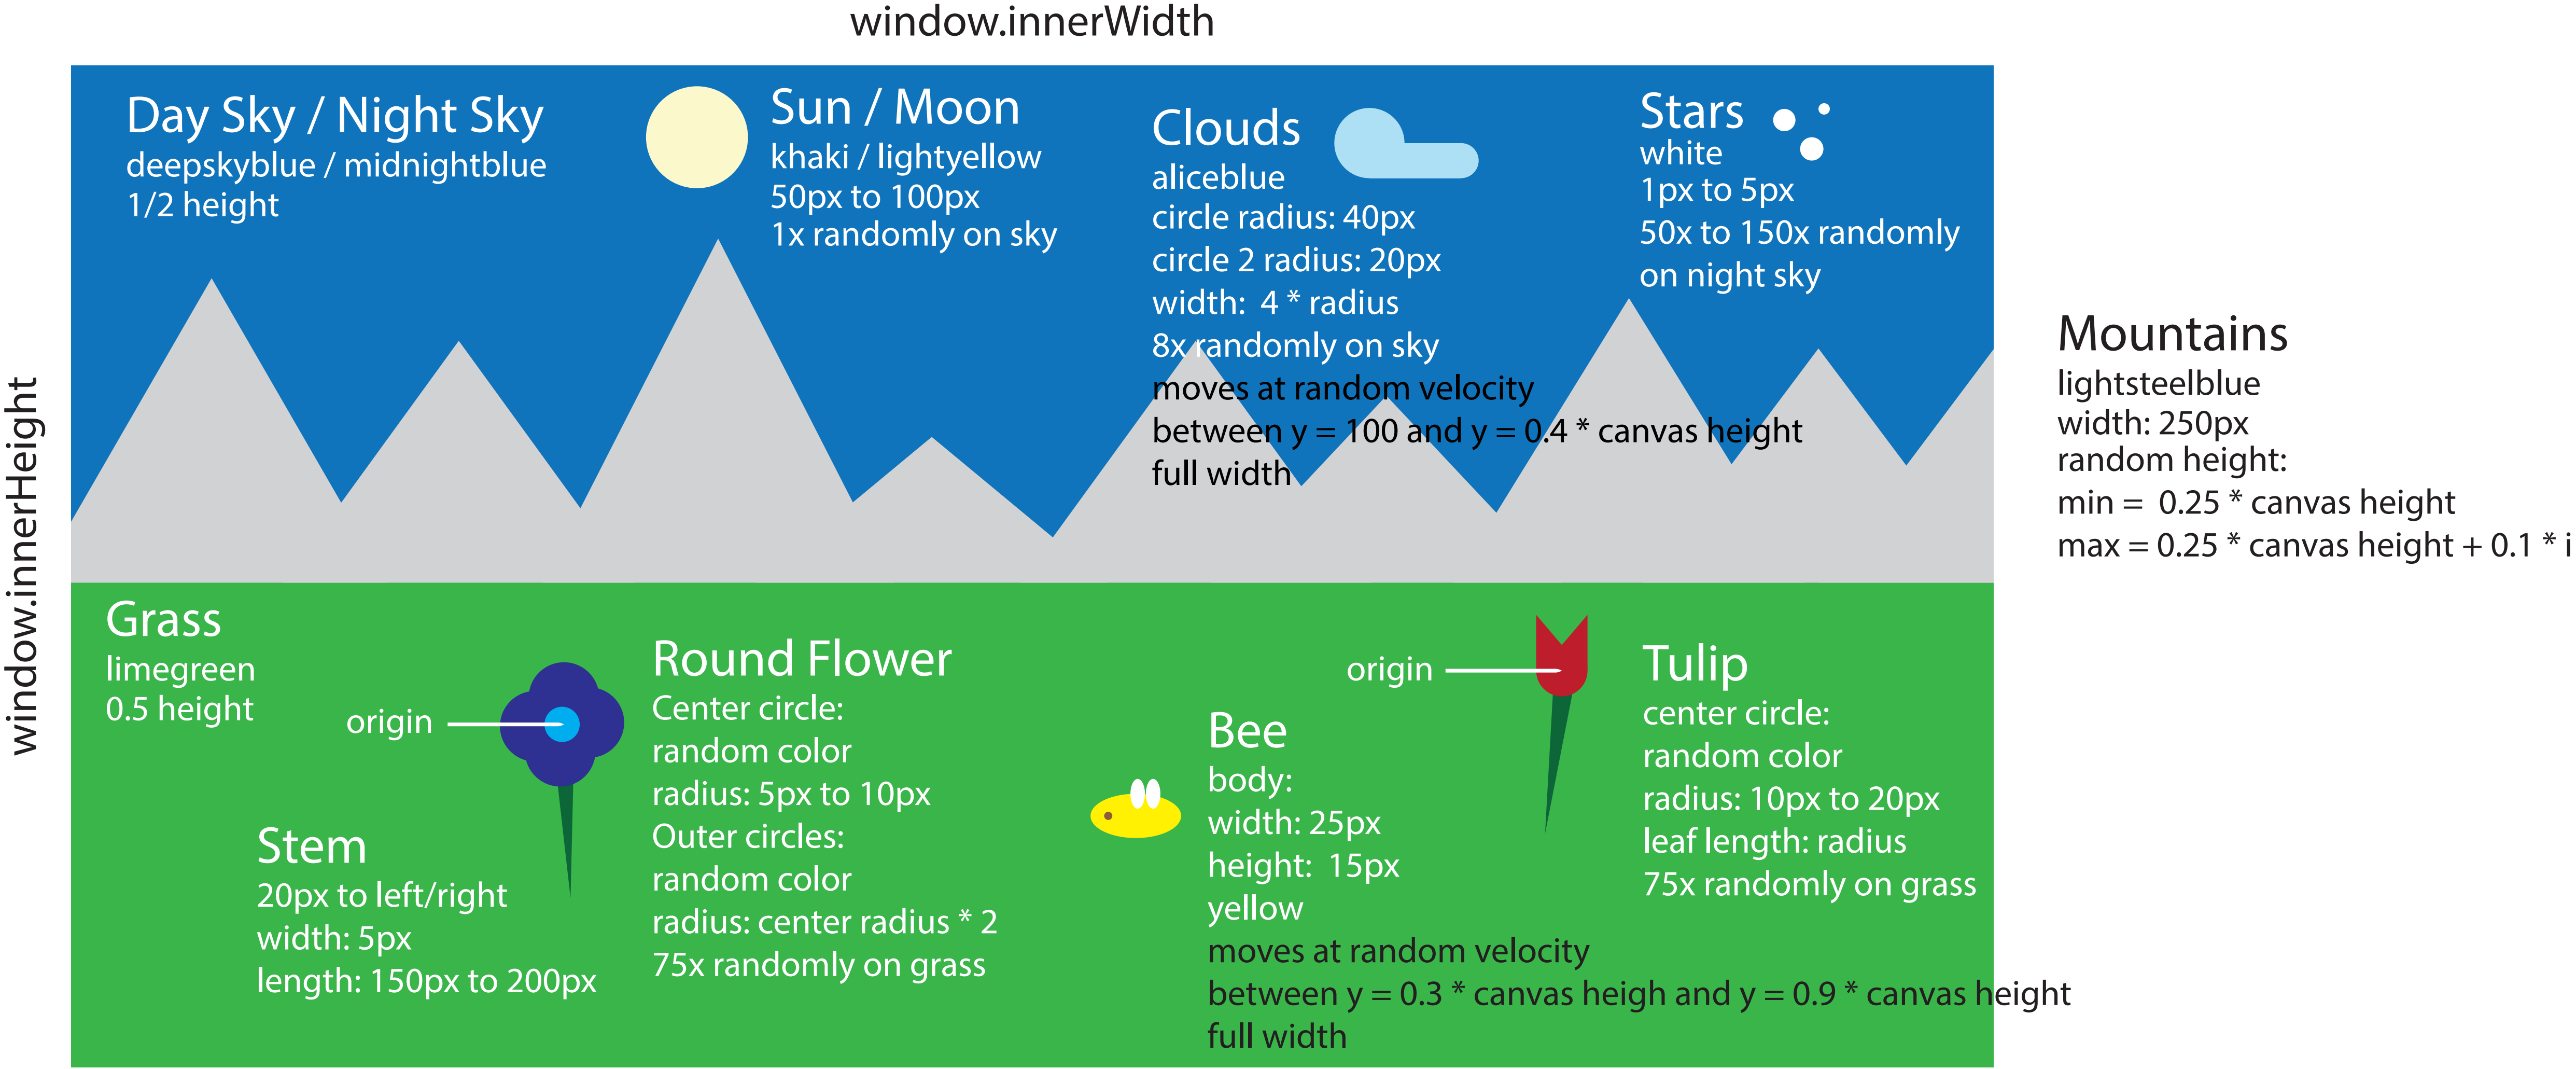 window.innerWidth
window.innerHeight
Day Sky / Night Sky
deepskyblue / midnightblue
1/2 height
Sun / Moon
khaki / lightyellow
50px to 100px
1x randomly on sky
Clouds
aliceblue
circle radius: 40px
circle 2 radius: 20px
width:  4 * radius
8x randomly on sky
moves at random velocity
between y = 100 and y = 0.4 * canvas height
full width
Stars
white
1px to 5px
50x to 150x randomly
on night sky
Mountains
lightsteelblue
width: 250px
random height:
min =  0.25 * canvas height
max = 0.25 * canvas height + 0.1 * i
Grass
limegreen
0.5 height
origin
Stem
20px to left/right
width: 5px
length: 150px to 200px
Round Flower
Center circle:
random color
radius: 5px to 10px
Outer circles:
random color
radius: center radius * 2
75x randomly on grass
Bee
body:
width: 25px
height:  15px
yellow
moves at random velocity
between y = 0.3 * canvas heigh and y = 0.9 * canvas height
full width
origin
Tulip
center circle:
random color
radius: 10px to 20px
leaf length: radius
75x randomly on grass